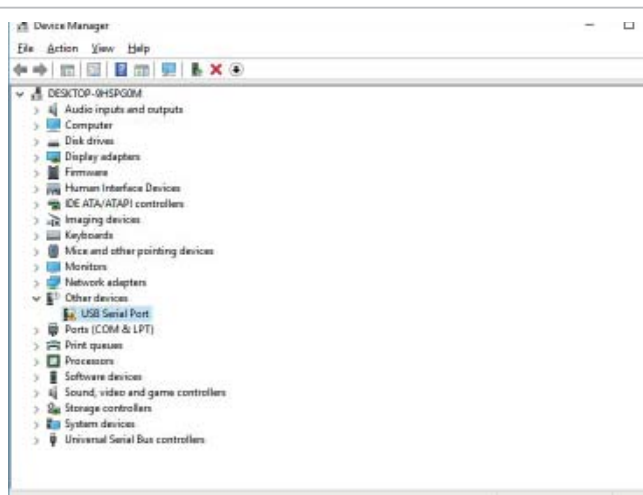 Device Manager
File Action View Help
DESKTOP-9HSPG0M
Audio inputs and outputs
Computer
Disk drives
Display adapters
Firmware
Human Interface Devices
IDE ATA/ATAPI controllers
Imaging devices
Keyboards
Mice and other pointing devices
Monitors
Network adapters
Other devices
USB Serial Port
Ports (COM & LPT)
Print queues
Processors
Software devices
Sound, video and game controllers
Storage controllers
System devices
Universal Serial Bus controllers